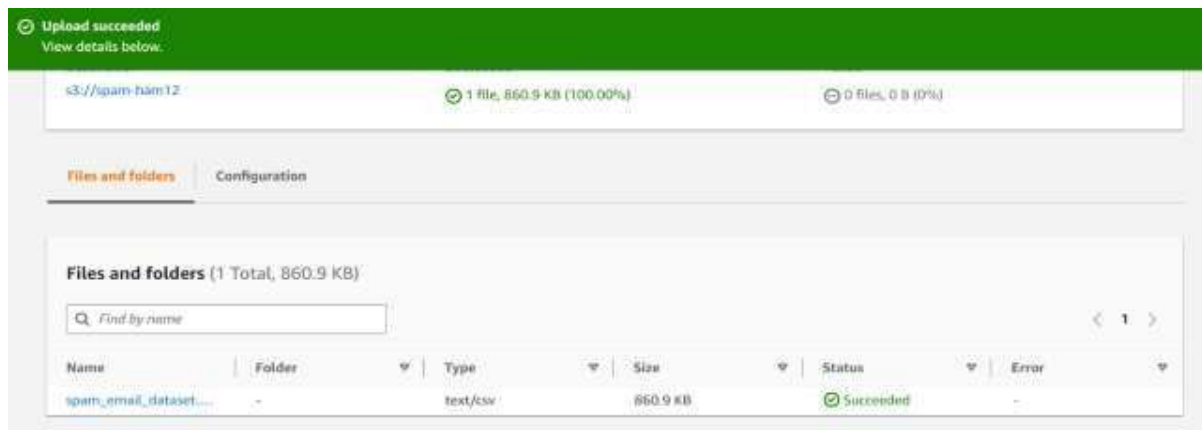 Upload succeeded
View details below.
s3://spam-ham12
1 file, 860.9 KB (100.00%)
0 files, 0 B (0%)
Files and folders
Configuration
Files and folders (1 Total, 860.9 KB)
Find by name
1
Name Folder Type Size Status Error
spam_email_dataset.... - text/csv 860.9 KB Succeeded -